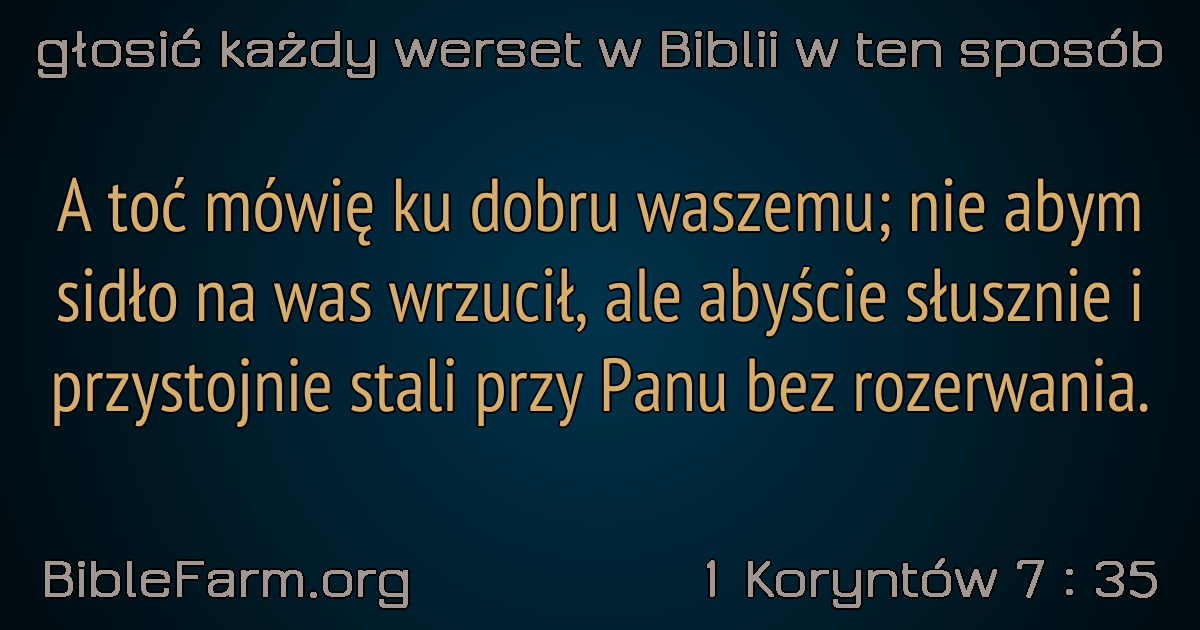 głosić każdy werset w Biblii w ten sposób
A toć mówię ku dobru waszemu; nie abym
sidło na was wrzucił, ale abyście słusznie i
przystojnie stali przy Panu bez rozerwania.
BibleFarm.org
1 Koryntów 7 : 35